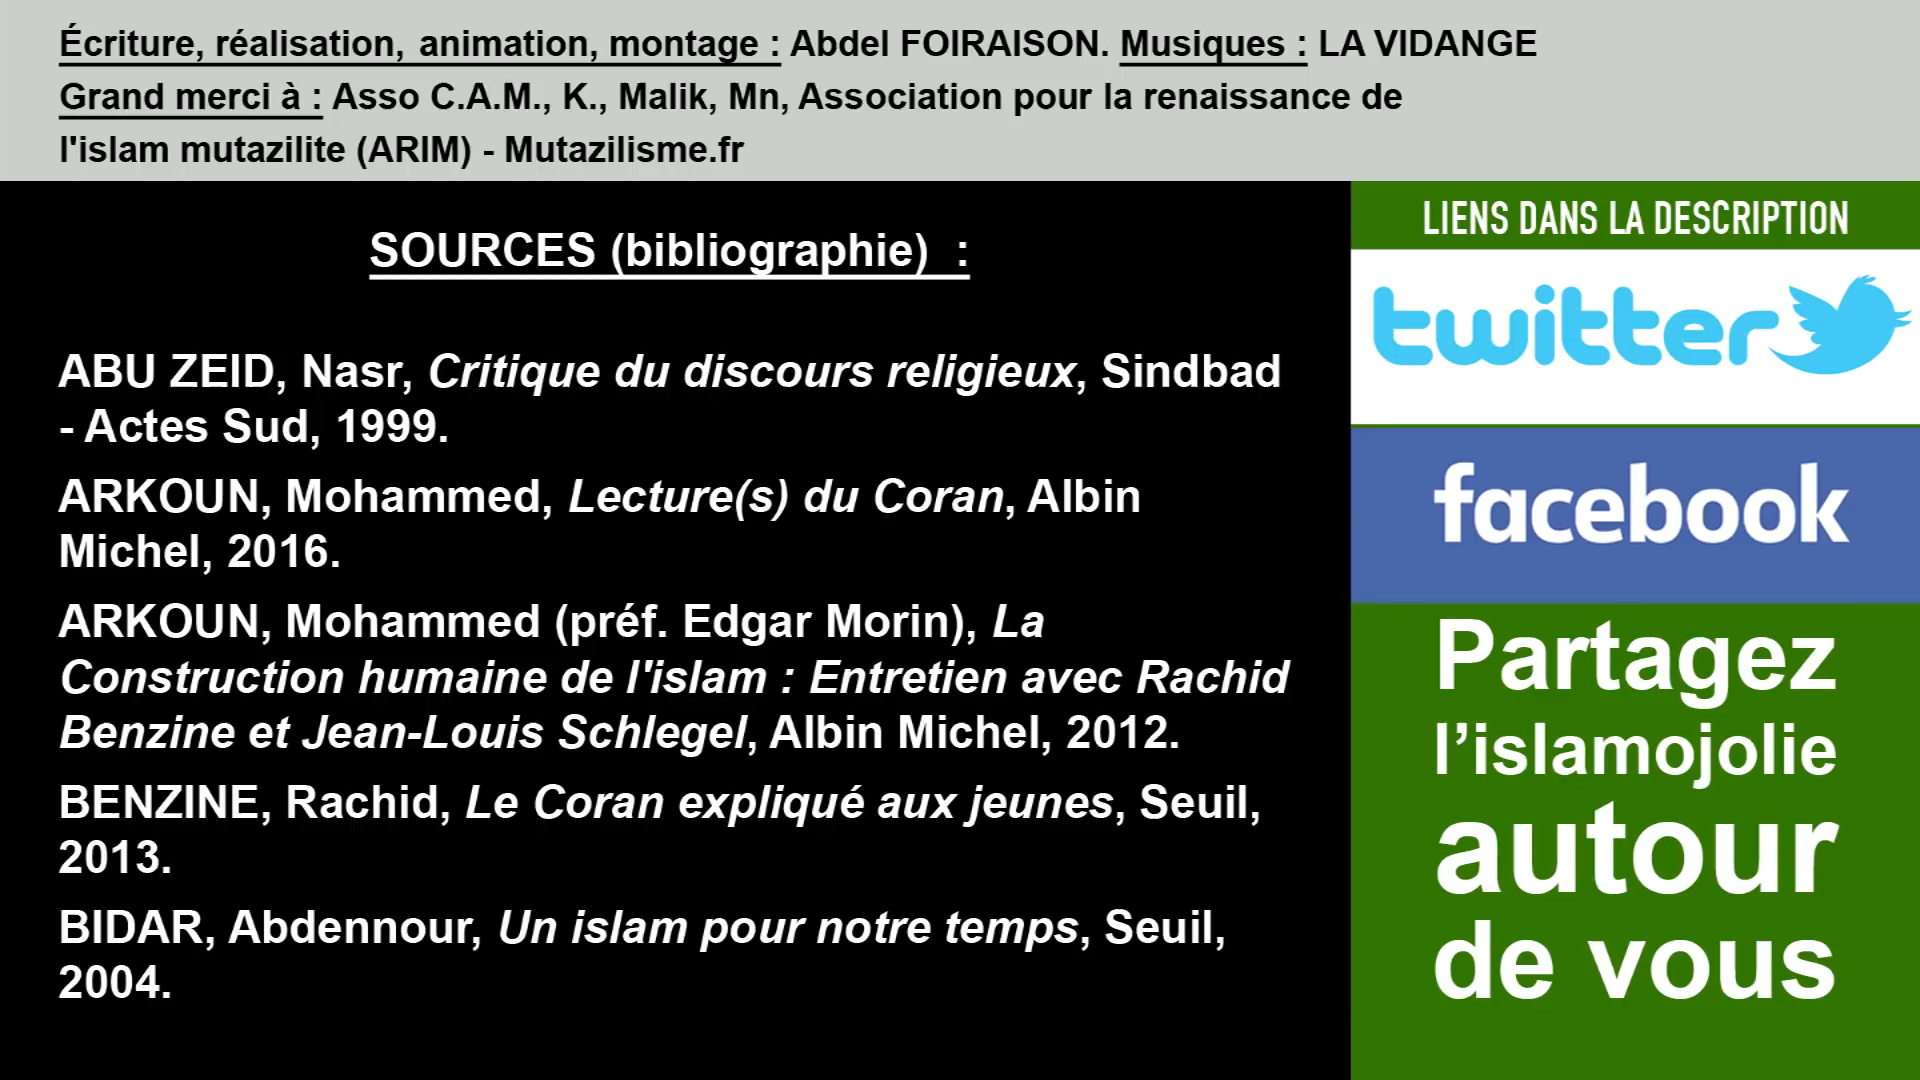 Écriture, réalisation, animation, montage : Abdel FOIRAISON. Musiques : LA VIDANGE
Grand merci à : Asso C.A.M., K., Malik, Mn, Association pour la renaissance de
l'islam mutazilite (ARIM) - Mutazilisme.fr
SOURCES (bibliographie) :
ABU ZEID, Nasr, Critique du discours religieux, Sindbad
- Actes Sud, 1999.
ARKOUN, Mohammed, Lecture(s) du Coran, Albin
Michel, 2016.
ARKOUN, Mohammed (préf. Edgar Morin), La
Construction humaine de l'islam : Entretien avec Rachid
Benzine et Jean-Louis Schlegel, Albin Michel, 2012.
BENZINE, Rachid, Le Coran expliqué aux jeunes, Seuil,
2013.
BIDAR, Abdennour, Un islam pour notre temps, Seuil,
2004.
LIENS DANS LA DESCRIPTION
twitter
facebook
Partagez
l’islamojolie
autour
de vous